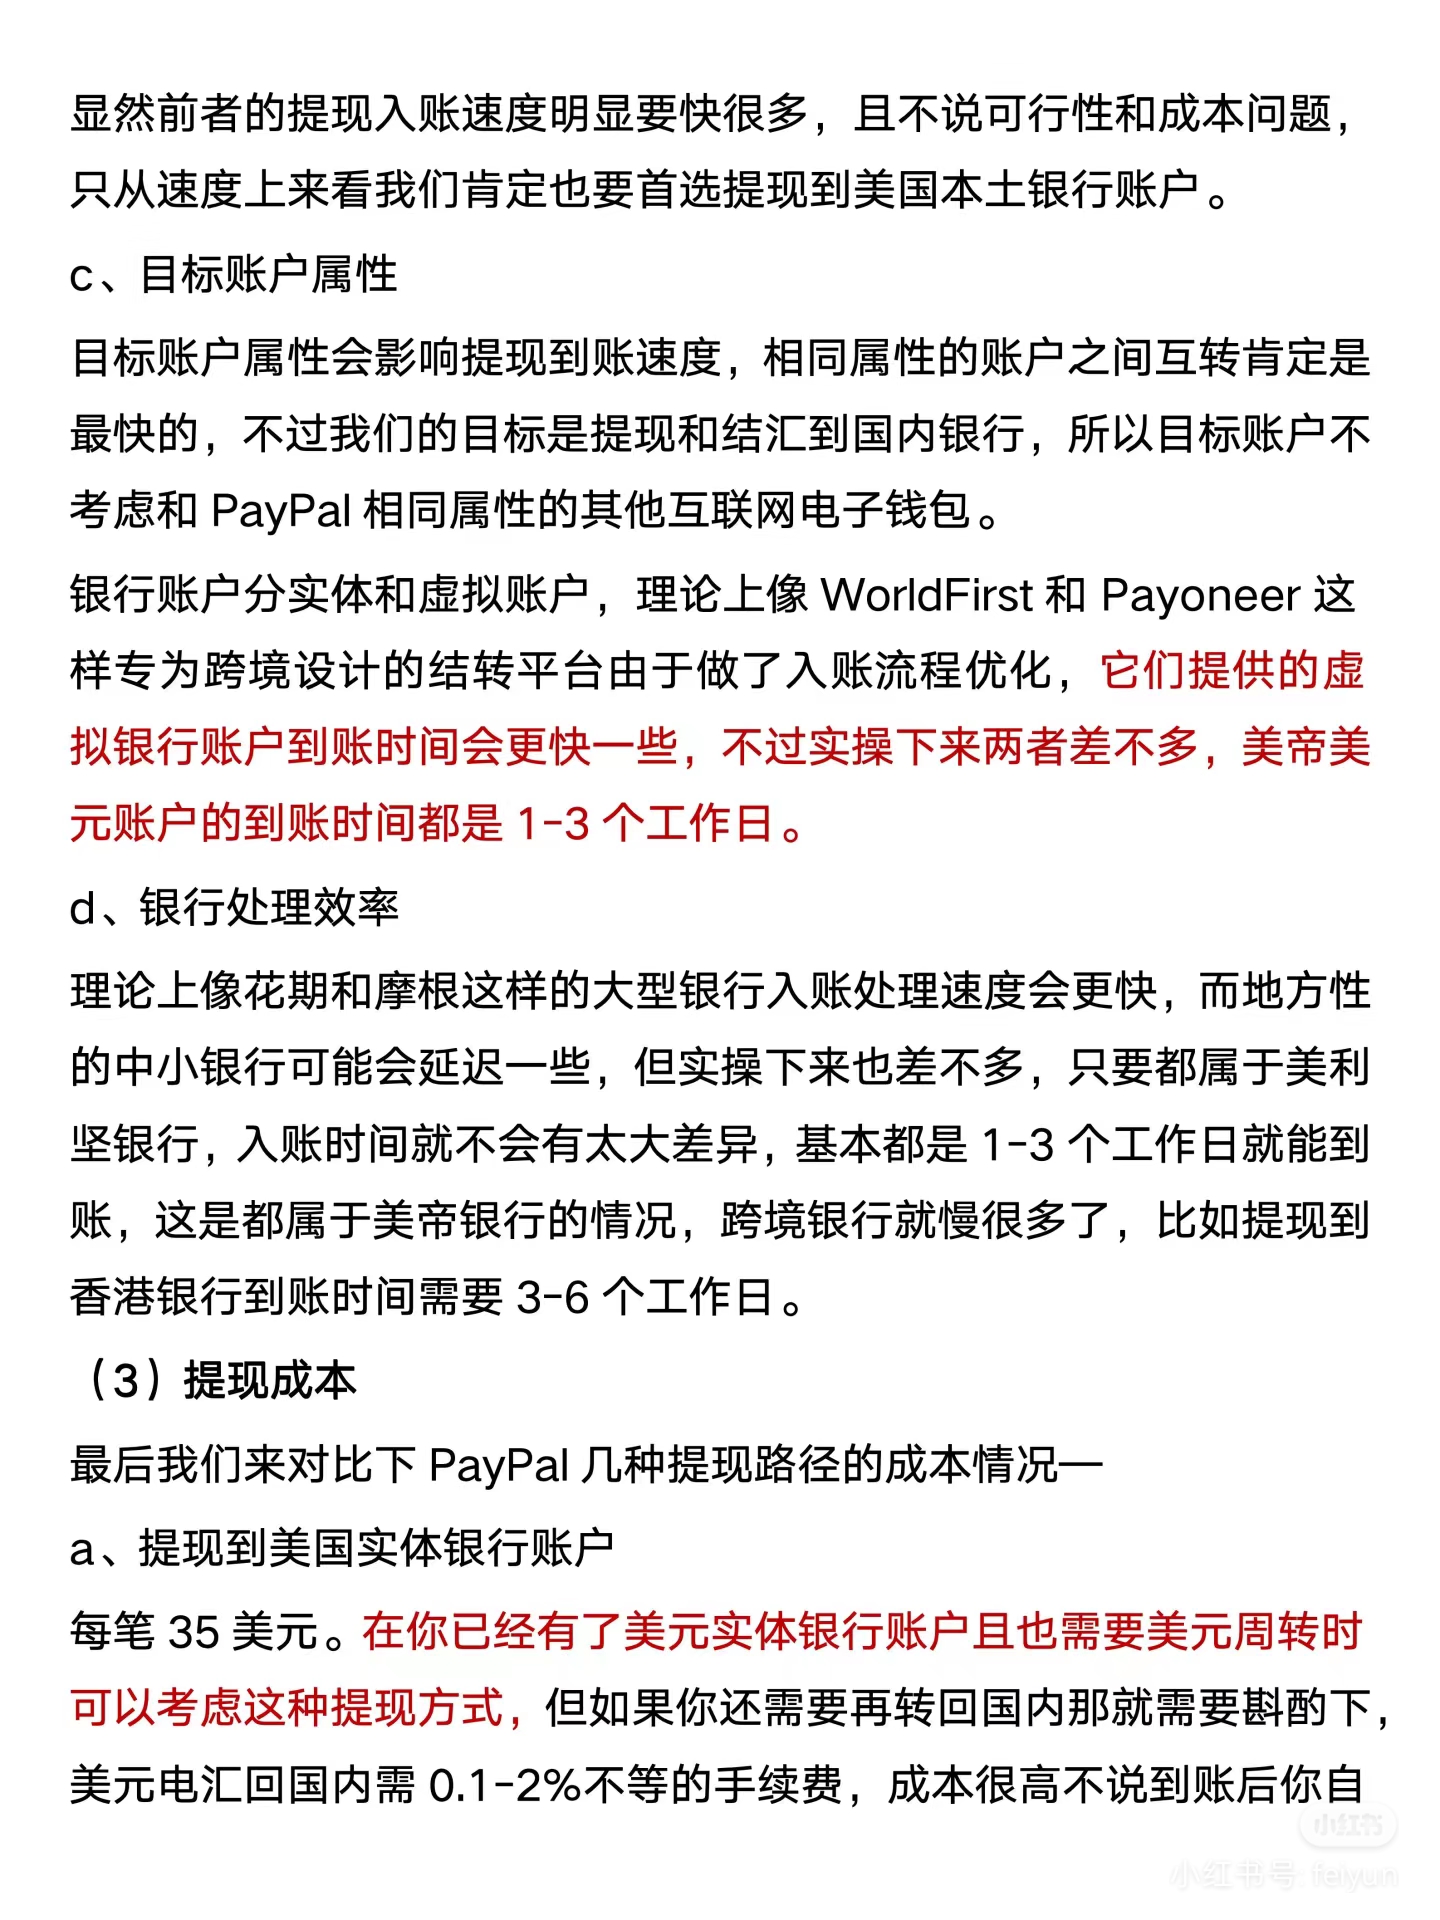 显然前者的提现入账速度明显要快很多，且不说可行性和成本问题，
只从速度上来看我们肯定也要首选提现到美国本土银行账户。
c、目标账户属性
目标账户属性会影响提现到账速度，相同属性的账户之间互转肯定是
最快的，不过我们的目标是提现和结汇到国内银行，所以目标账户不
考虑和 PayPal 相同属性的其他互联网电子钱包。
银行账户分实体和虚拟账户，理论上像 WorldFirst 和 Payoneer 这
样专为跨境设计的结转平台由于做了入账流程优化，它们提供的虚
拟银行账户到账时间会更快一些，不过实操下来两者差不多，美帝美
元账户的到账时间都是 1-3 个工作日。
d、银行处理效率
理论上像花期和摩根这样的大型银行入账处理速度会更快，而地方性
的中小银行可能会延迟一些，但实操下来也差不多，只要都属于美利
坚银行，入账时间就不会有太大差异，基本都是 1-3 个工作日就能到
账，这是都属于美帝银行的情况，跨境银行就慢很多了，比如提现到
香港银行到账时间需要 3-6 个工作日。
（3）提现成本
最后我们来对比下 PayPal 几种提现路径的成本情况—
a、提现到美国实体银行账户
每笔 35 美元。在你已经有了美元实体银行账户且也需要美元周转时
可以考虑这种提现方式，但如果你还需要再转回国内那就需要斟酌下，
美元电汇回国内需 0.1-2%不等的手续费，成本很高不说到账后你自
小红书
小红书号: feiyun